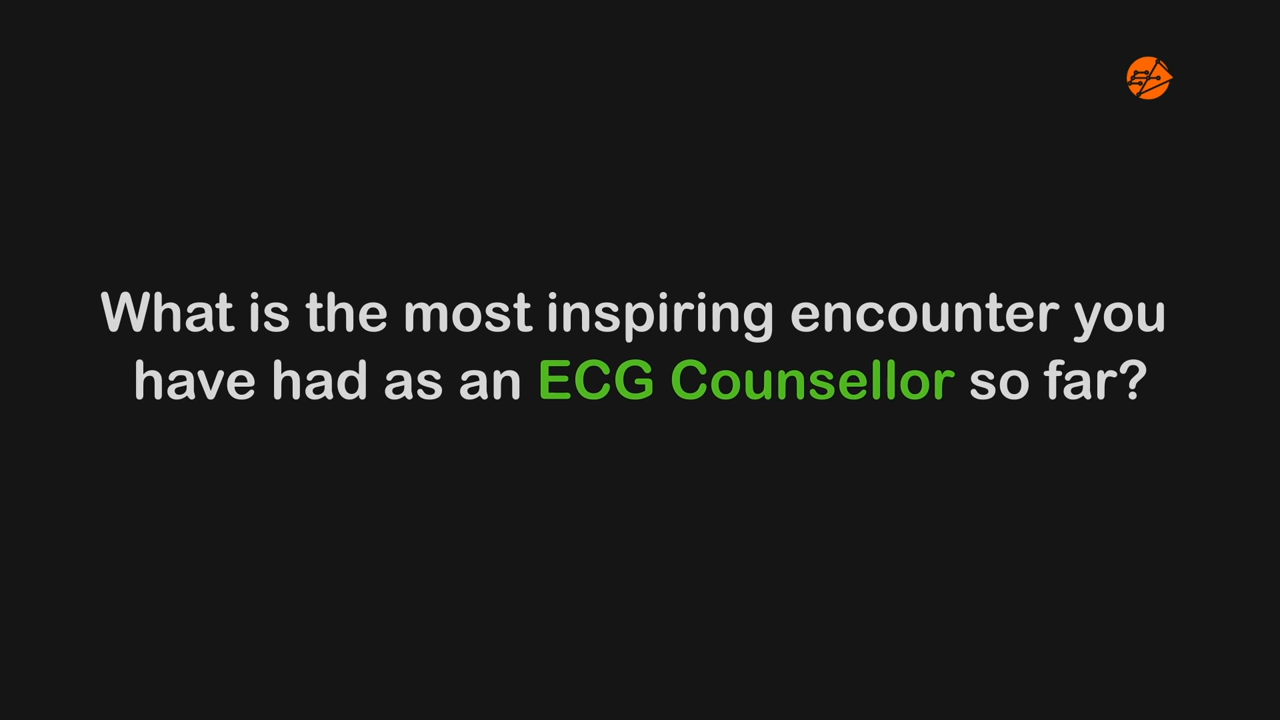 What is the most inspiring encounter you
have had as an ECG Counsellor so far?